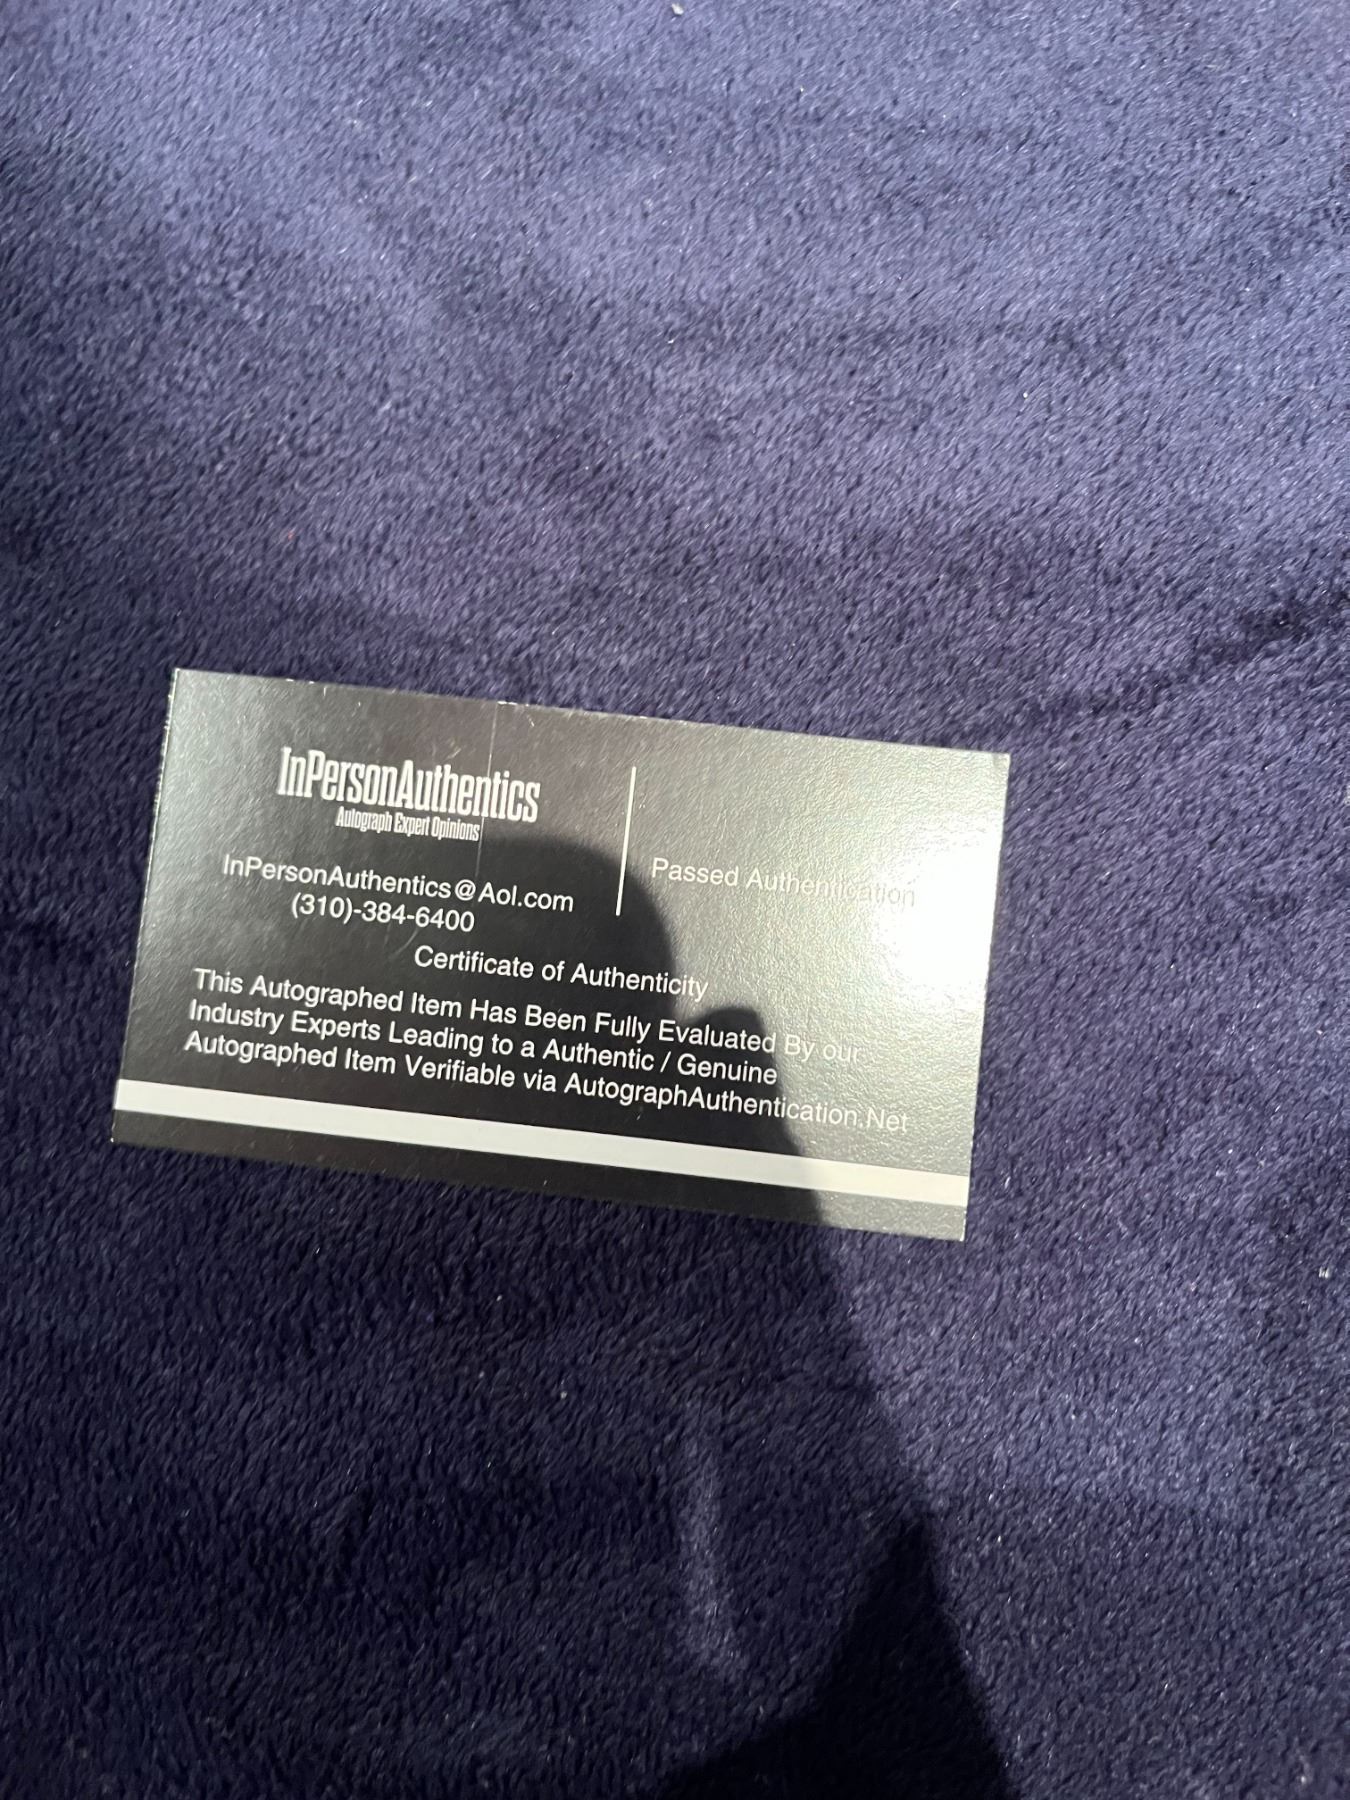 InPersonAuthentics
Autograph Expert Opinions
InPersonAuthentics@Aol.com
(310)-384-6400
Passed Authentication
Certificate of Authenticity
This Autographed Item Has Been Fully Evaluated By our
Industry Experts Leading to a Authentic / Genuine
Autographed Item Verifiable via AutographAuthentication.Net